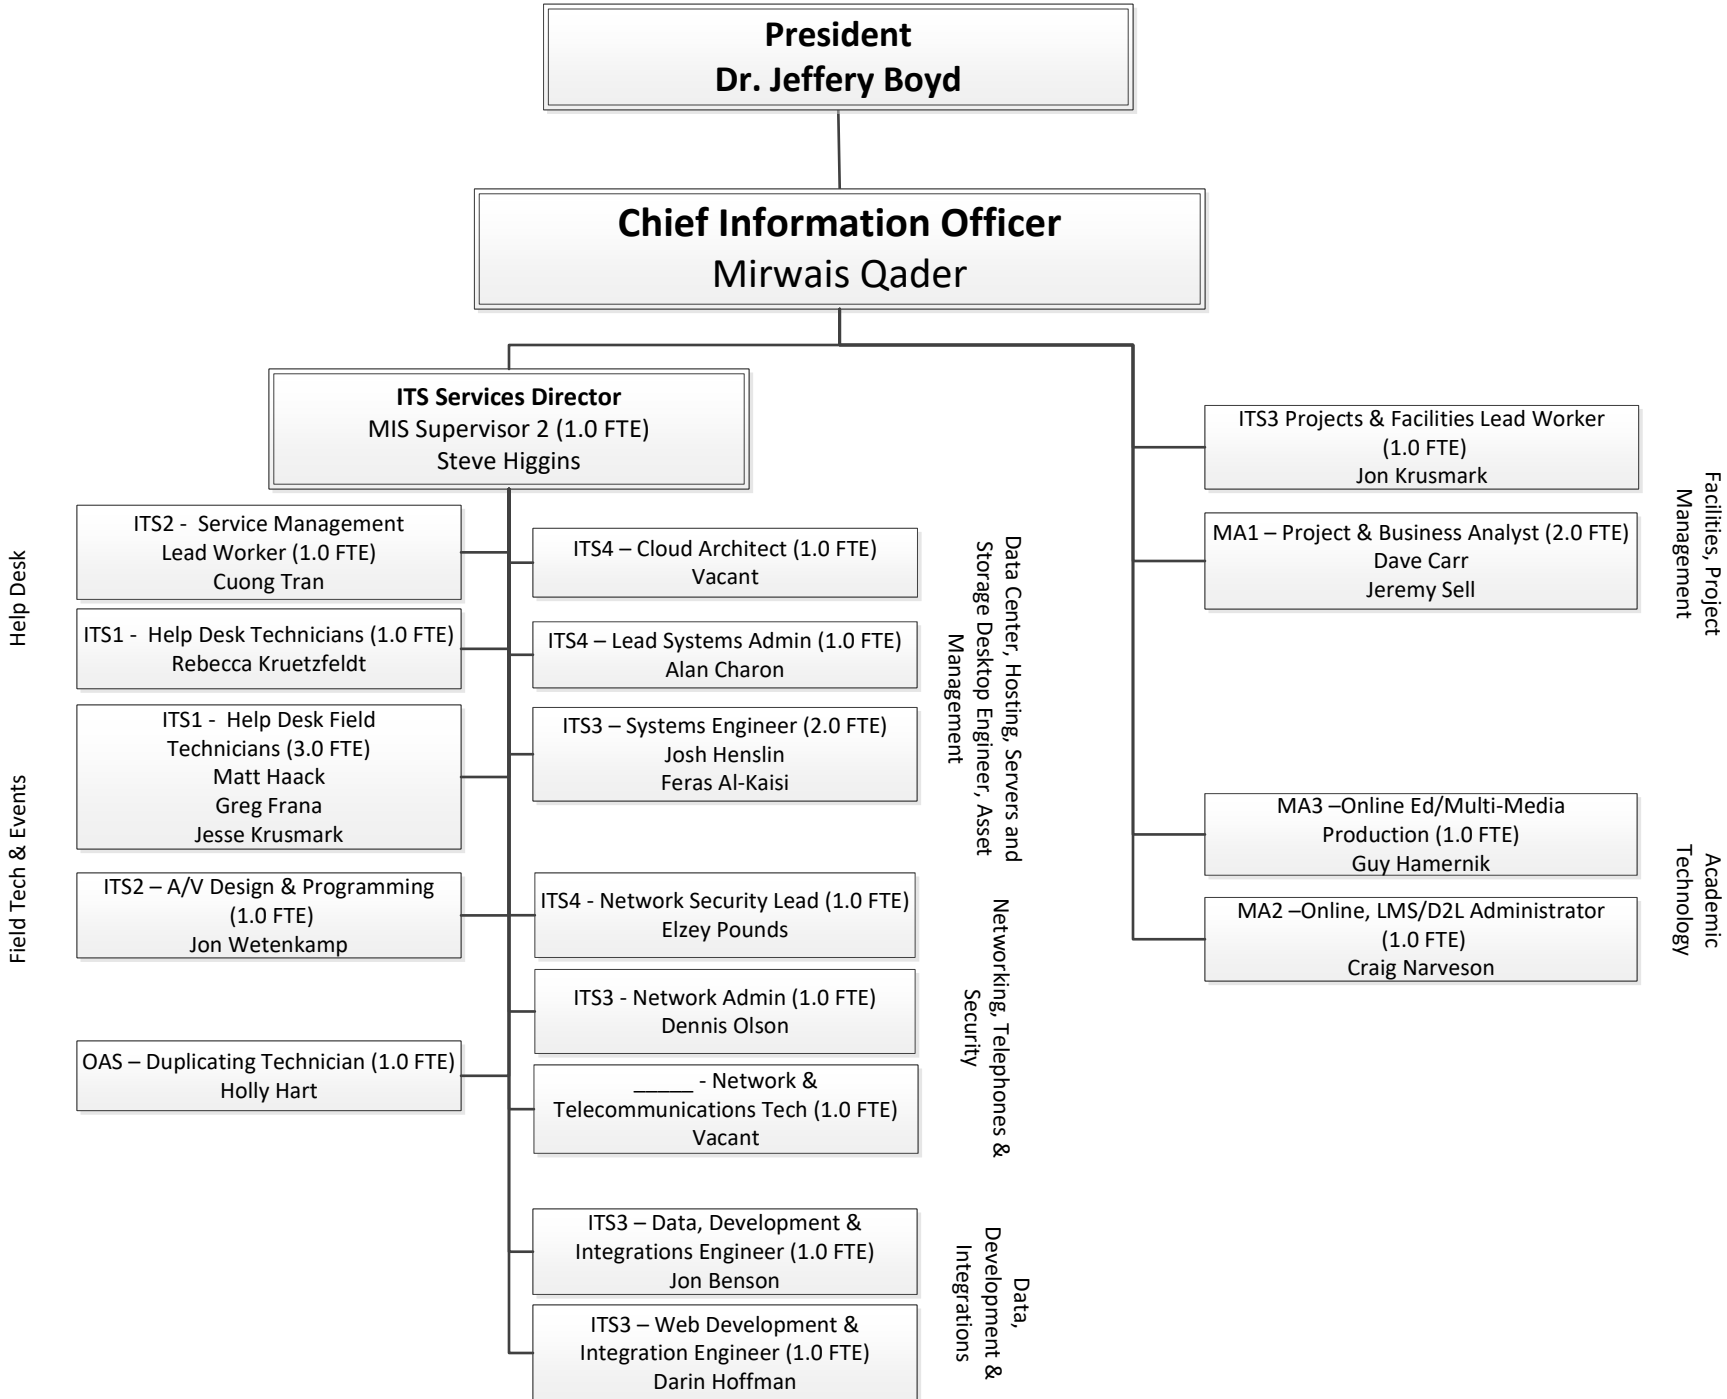 President
Dr. Jeffery Boyd
Chief Information Officer
Mirwais Qader
ITS Services Director
MIS Supervisor 2 (1.0 FTE)
Steve Higgins
Help Desk
ITS2 -  Service Management
Lead Worker (1.0 FTE)
Cuong Tran
ITS1 -  Help Desk Technicians (1.0 FTE)
Rebecca Kruetzfeldt
Field Tech & Events
ITS1 -  Help Desk Field
Technicians (3.0 FTE)
Matt Haack
Greg Frana
Jesse Krusmark
ITS2 – A/V Design & Programming
(1.0 FTE)
Jon Wetenkamp
OAS – Duplicating Technician (1.0 FTE)
Holly Hart
ITS4 – Cloud Architect (1.0 FTE)
Vacant
ITS4 – Lead Systems Admin (1.0 FTE)
Alan Charon
ITS3 – Systems Engineer (2.0 FTE)
Josh Henslin
Feras Al-Kaisi
Data Center, Hosting, Servers and
Storage Desktop Engineer, Asset
Management
ITS4 - Network Security Lead (1.0 FTE)
Elzey Pounds
ITS3 - Network Admin (1.0 FTE)
Dennis Olson
_____ - Network &
Telecommunications Tech (1.0 FTE)
Vacant
Networking, Telephones &
Security
ITS3 – Data, Development &
Integrations Engineer (1.0 FTE)
Jon Benson
ITS3 – Web Development &
Integration Engineer (1.0 FTE)
Darin Hoffman
Data,
Development &
Integrations
ITS3 Projects & Facilities Lead Worker
(1.0 FTE)
Jon Krusmark
MA1 – Project & Business Analyst (2.0 FTE)
Dave Carr
Jeremy Sell
Facilities, Project
Management
MA3 –Online Ed/Multi-Media
Production (1.0 FTE)
Guy Hamernik
MA2 –Online, LMS/D2L Administrator
(1.0 FTE)
Craig Narveson
Academic
Technology